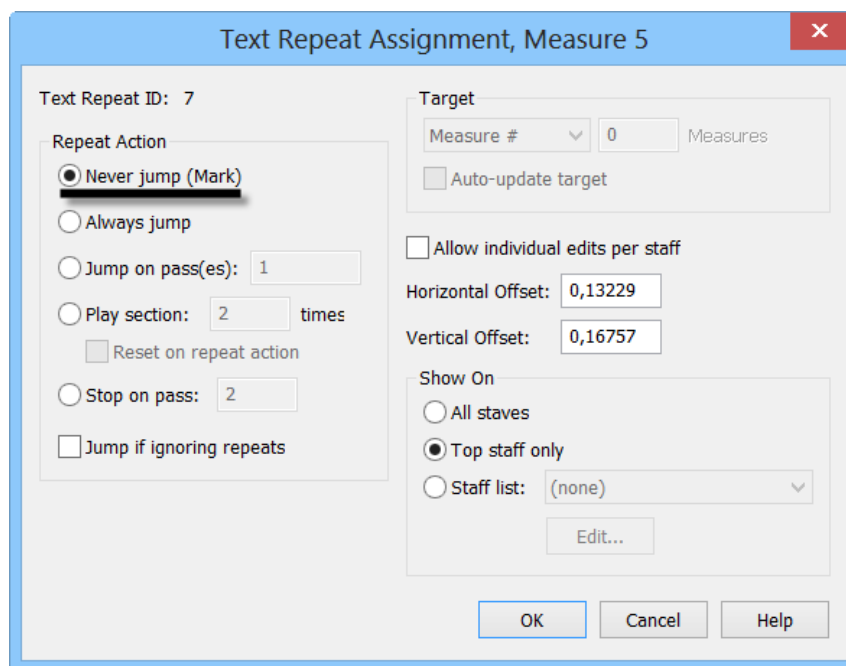 Text Repeat Assignment, Measure 5
x
Text Repeat ID: 7
Repeat Action
Never jump (Mark)
Always jump
Jump on pass(es): 1
Play section: 2 times
Reset on repeat action
Stop on pass: 2
Jump if ignoring repeats
Target
Measure # 0 Measures
Auto-update target
Allow individual edits per staff
Horizontal Offset: 0,13229
Vertical Offset: 0,16757
Show On
All staves
Top staff only
Staff list: (none)
Edit...
OK Cancel Help